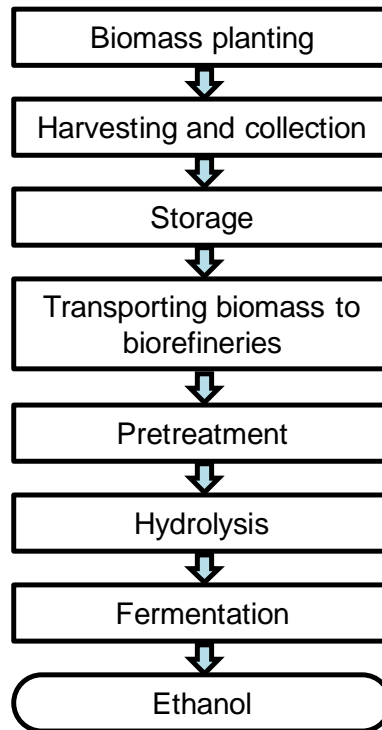 Biomass planting
Harvesting and collection
Storage
Transporting biomass to
biorefineries
Pretreatment
Hydrolysis
Fermentation
Ethanol